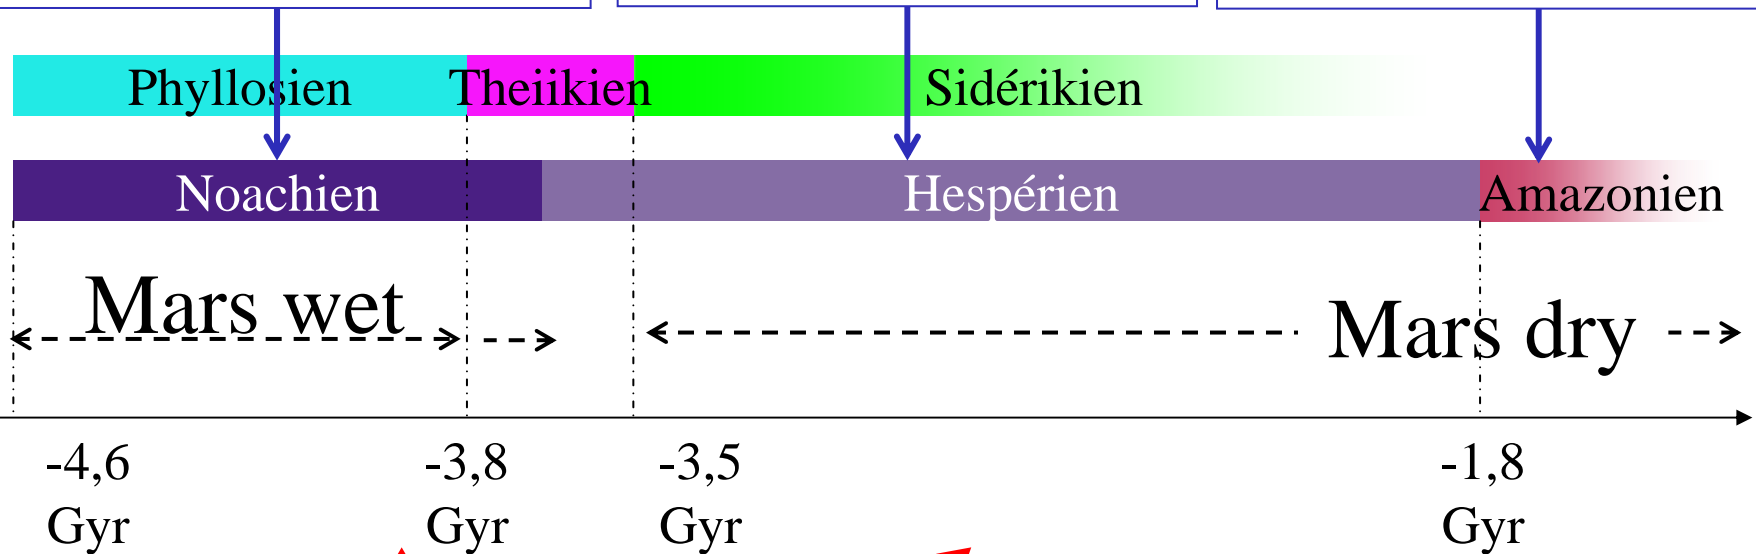 Phyllosien Theiikien Sidérikien
Noachien Hespérien Amazonien
Mars wet Mars dry
-4,6 -3,8 -3,5 -1,8
Gyr Gyr Gyr Gyr